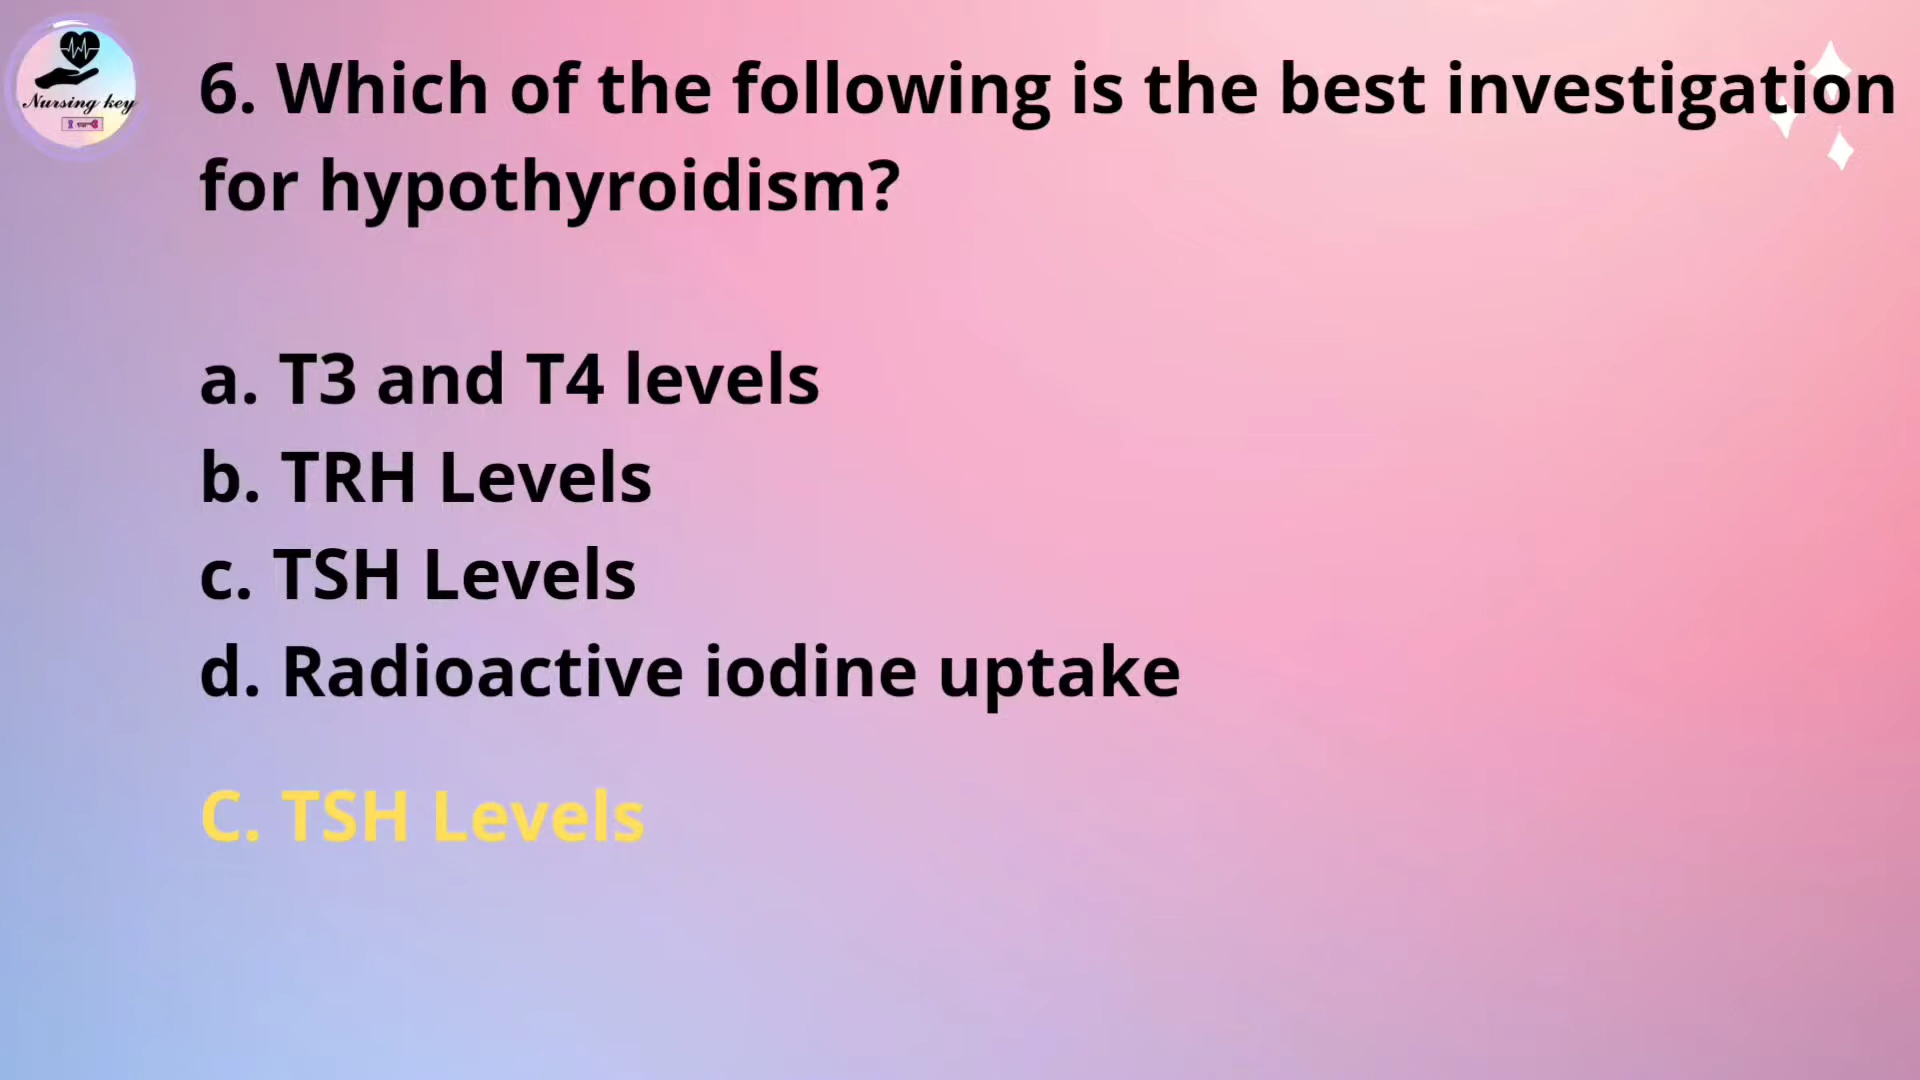 Nursing key
6. Which of the following is the best investigation
for hypothyroidism?
a. T3 and T4 levels
b. TRH Levels
c. TSH Levels
d. Radioactive iodine uptake
C. TSH Levels